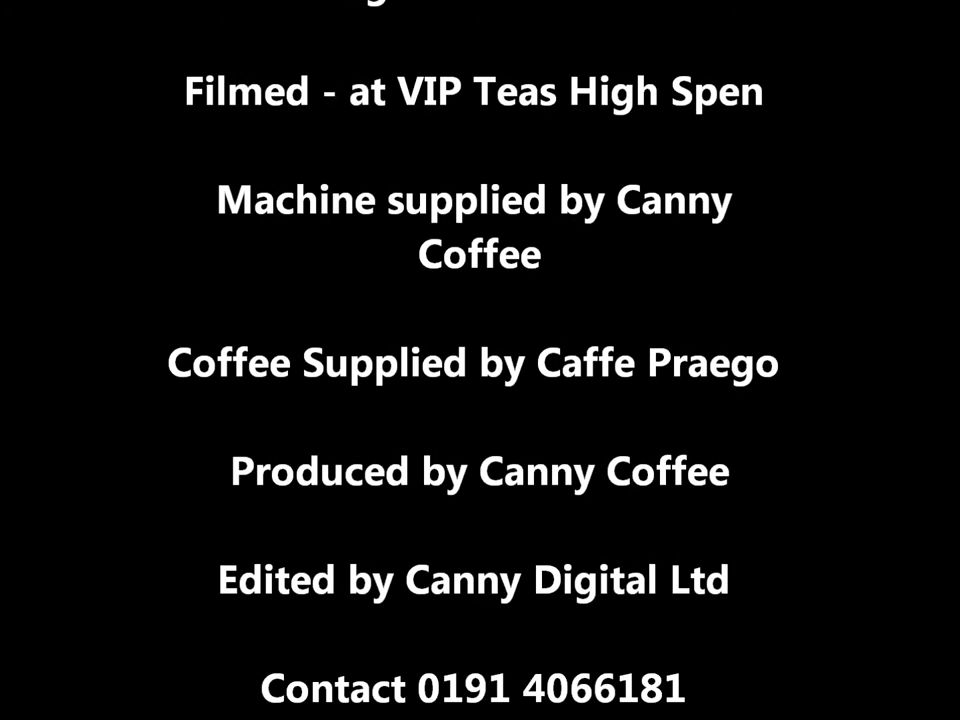 Filmed - at VIP Teas High Spen
Machine supplied by Canny
Coffee
Coffee Supplied by Caffe Praego
Produced by Canny Coffee
Edited by Canny Digital Ltd
Contact 0191 4066181